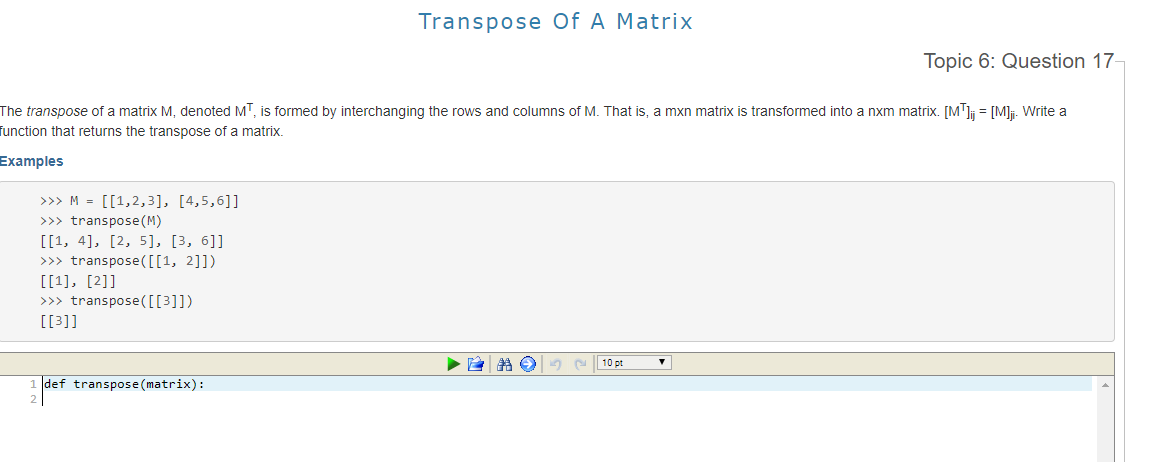 Transpose Of A Matrix
Topic 6: Question 17
The transpose of a matrix M, denoted Mᵀ, is formed by interchanging the rows and columns of M. That is, a mxn matrix is transformed into a nxm matrix. [Mᵀ]ij = [M]ji. Write a
function that returns the transpose of a matrix.
Examples
>>> M = [[1,2,3], [4,5,6]]
>>> transpose(M)
[[1, 4], [2, 5], [3, 6]]
>>> transpose([[1, 2]])
[[1], [2]]
>>> transpose([[3]])
[[3]]
10 pt
1 def transpose(matrix):
2